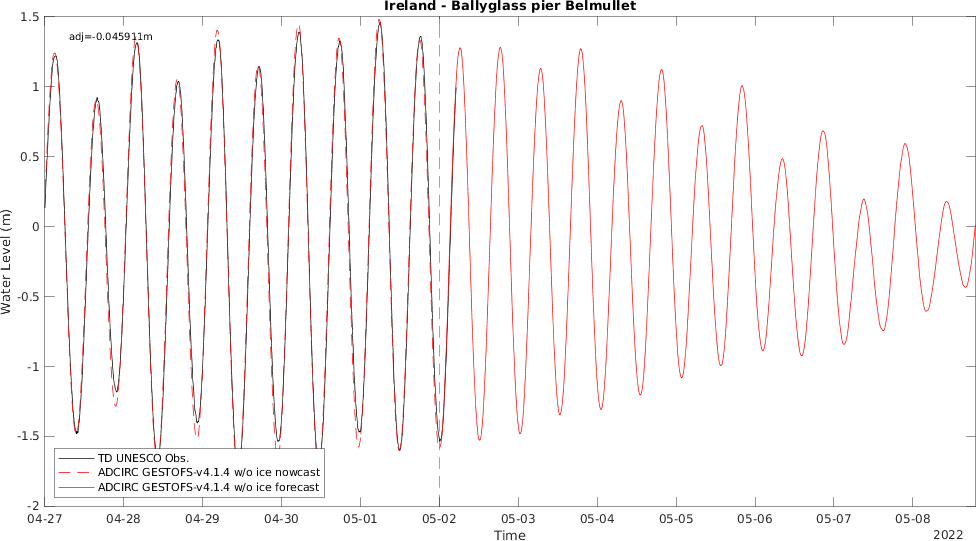 Ireland - Ballyglass pier Belmullet
adj=-0.045911m
1.5
1
0.5
0
-0.5
-1
-1.5
-2
Water Level (m)
TD UNESCO Obs.
ADCIRC GESTOFS-v4.1.4 w/o ice nowcast
ADCIRC GESTOFS-v4.1.4 w/o ice forecast
04-27 04-28 04-29 04-30 05-01 05-02 05-03 05-04 05-05 05-06 05-07 05-08
Time
2022